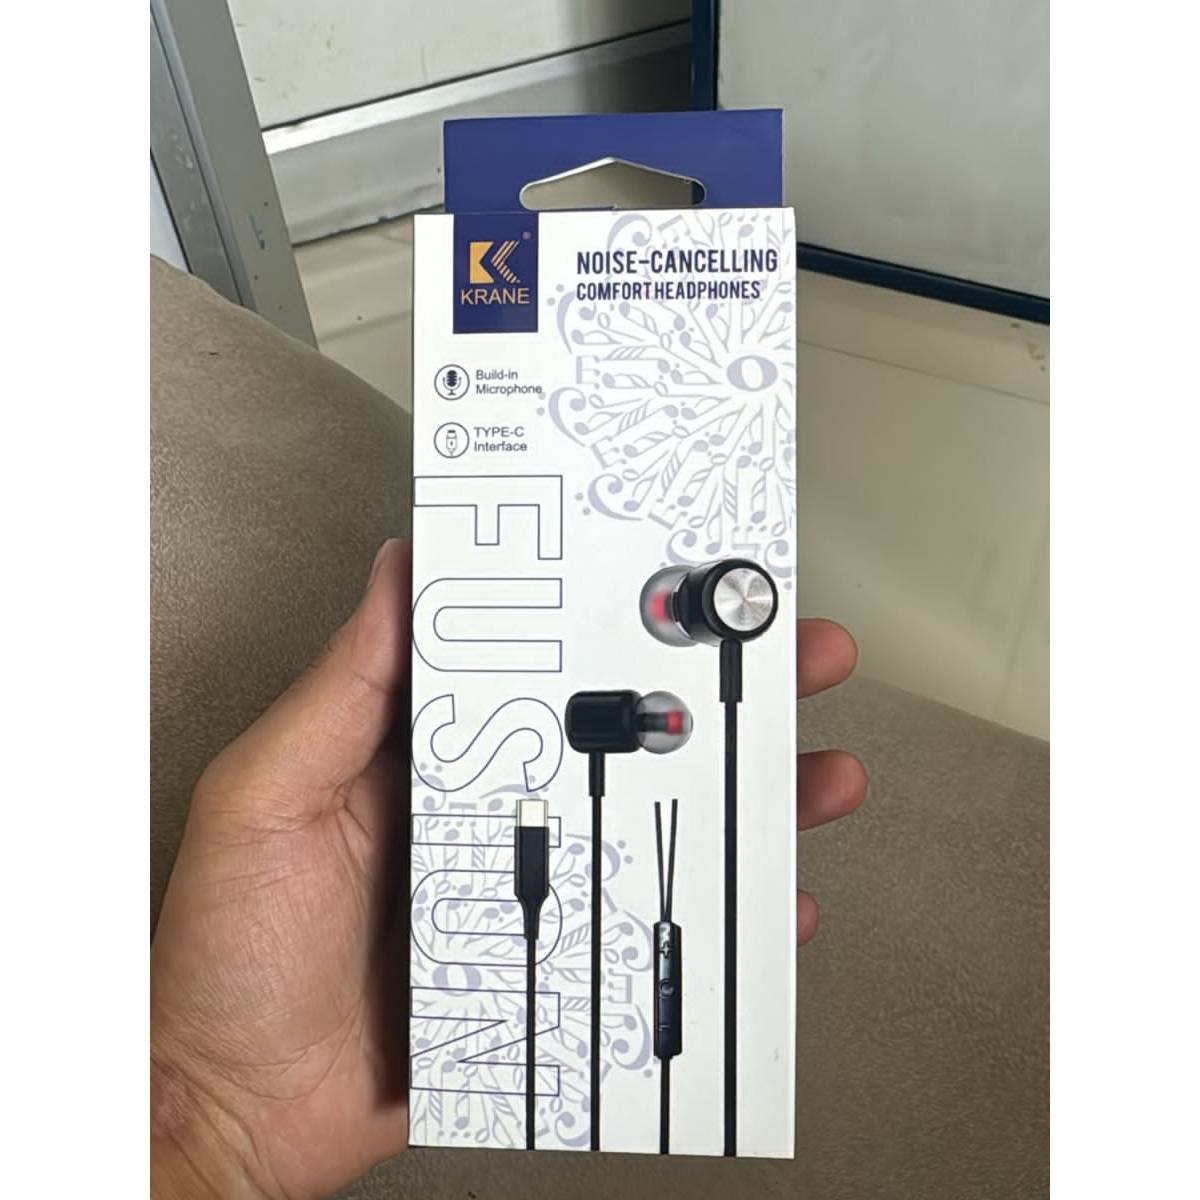 KRANE
NOISE-CANCELLING
COMFORT HEADPHONES
Build-in
Microphone
TYPE-C
Interface
FUSION